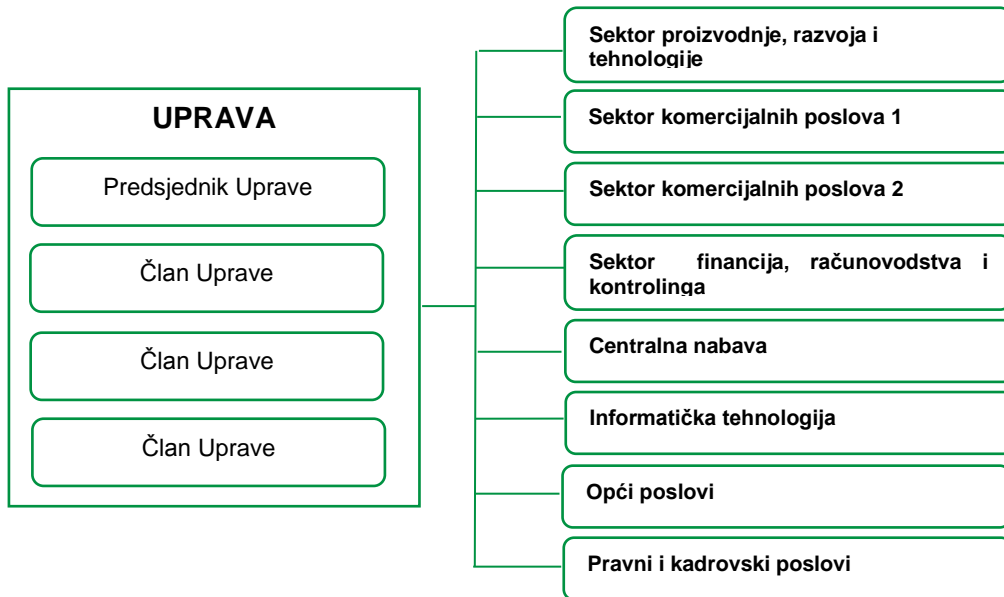 UPRAVA
Predsjednik Uprave
Član Uprave
Član Uprave
Član Uprave
Sektor proizvodnje, razvoja i
tehnologije
Sektor komercijalnih poslova 1
Sektor komercijalnih poslova 2
Sektor financija, računovodstva i
kontrolinga
Centralna nabava
Informatička tehnologija
Opći poslovi
Pravni i kadrovski poslovi